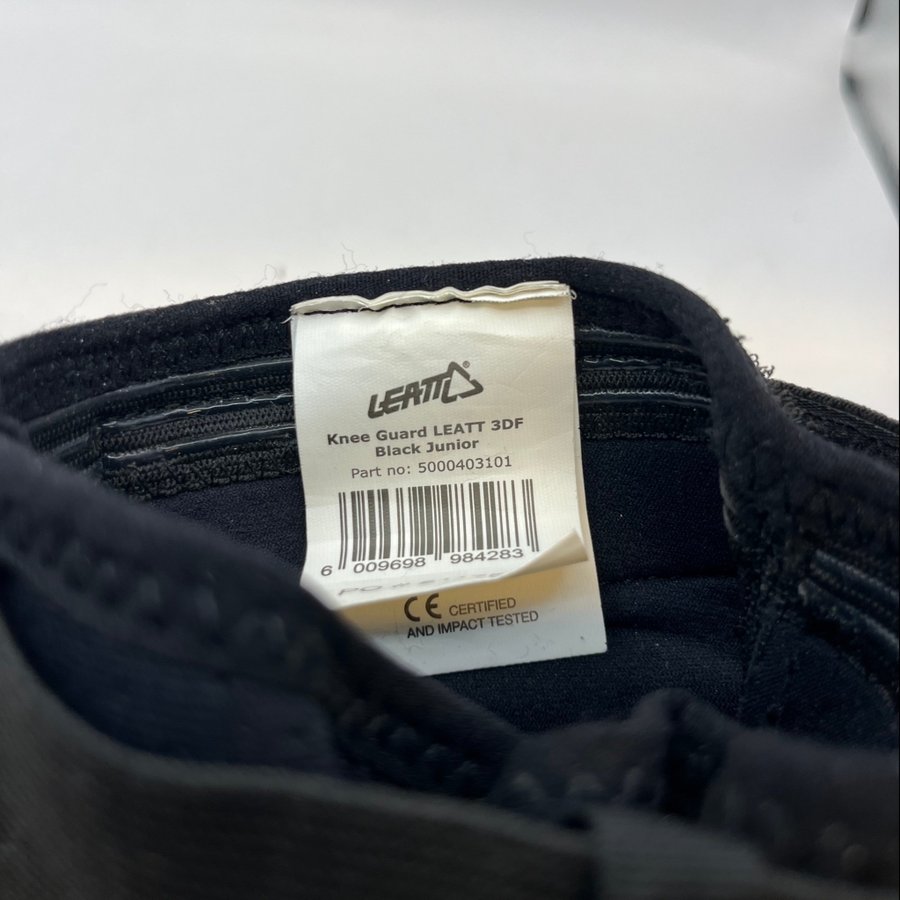 LEATT®
Knee Guard LEATT 3DF
Black Junior
Part no: 5000403101
6 009698 984283
CE CERTIFIED
AND IMPACT TESTED